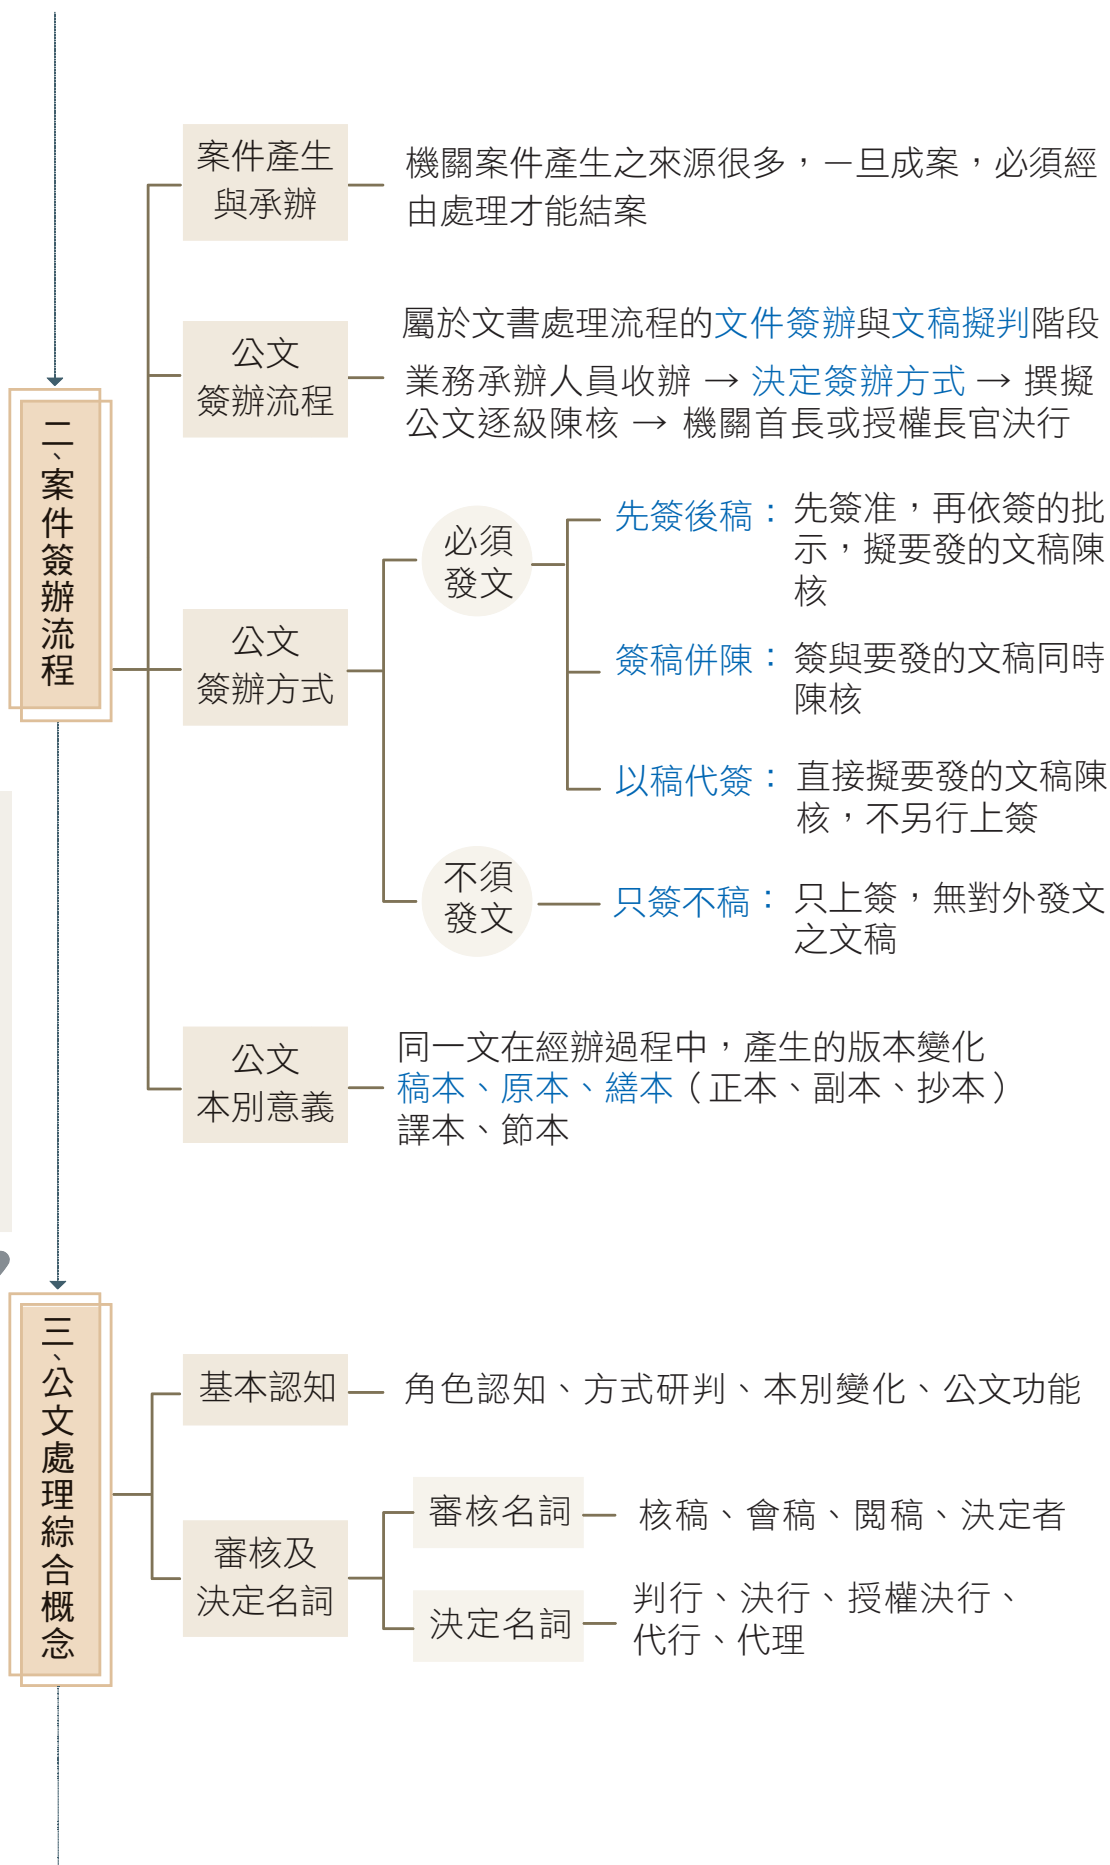 二、案件簽辦流程
案件產生
與承辦
機關案件產生之來源很多，一旦成案，必須經
由處理才能結案
公文
簽辦流程
屬於文書處理流程的文件簽辦與文稿擬判階段
業務承辦人員收辦 → 決定簽辦方式 → 撰擬
公文逐級陳核 → 機關首長或授權長官決行
公文
簽辦方式
必須
發文
先簽後稿：先簽准，再依簽的批
示，擬要發的文稿陳
核
簽稿併陳：簽與要發的文稿同時
陳核
以稿代簽：直接擬要發的文稿陳
核，不另行上簽
不須
發文
只簽不稿：只上簽，無對外發文
之文稿
公文
本別意義
同一文在經辦過程中，產生的版本變化
稿本、原本、繕本（正本、副本、抄本）
譯本、節本
三、公文處理綜合概念
基本認知
角色認知、方式研判、本別變化、公文功能
審核及
決定名詞
審核名詞
核稿、會稿、閱稿、決定者
決定名詞
判行、決行、授權決行、
代行、代理